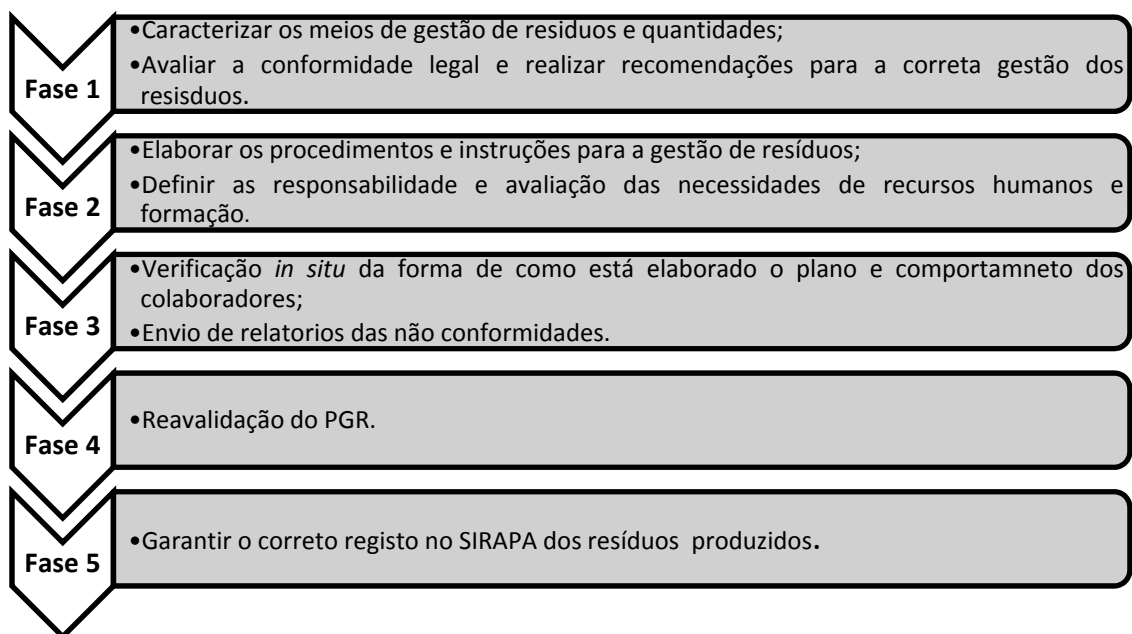 Fase 1
•Caracterizar os meios de gestão de residuos e quantidades;
•Avaliar a conformidade legal e realizar recomendações para a correta gestão dos
resisduos.
Fase 2
•Elaborar os procedimentos e instruções para a gestão de resíduos;
•Definir as responsabilidade e avaliação das necessidades de recursos humanos e
formação.
Fase 3
•Verificação in situ da forma de como está elaborado o plano e comportamneto dos
colaboradores;
•Envio de relatorios das não conformidades.
Fase 4
•Reavalidação do PGR.
Fase 5
•Garantir o correto registo no SIRAPA dos resíduos produzidos.